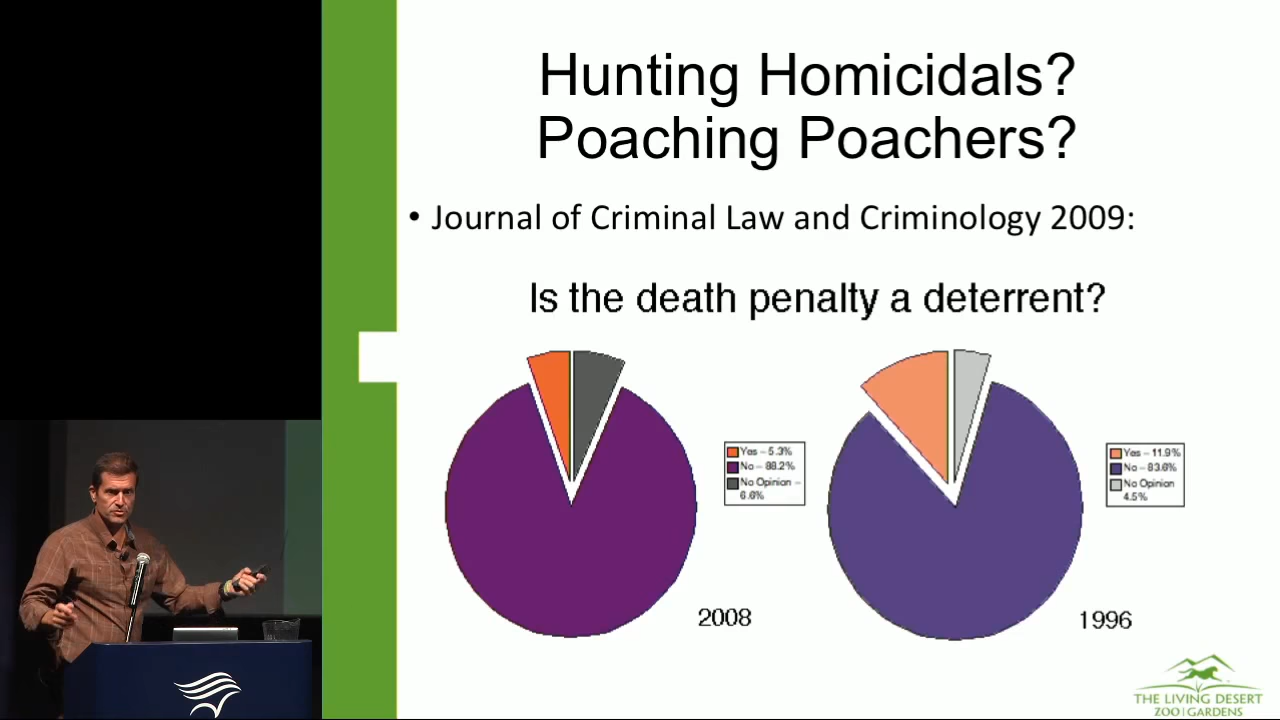 Hunting Homicidals?
Poaching Poachers?
• Journal of Criminal Law and Criminology 2009:
Is the death penalty a deterrent?
Yes – 5.3%
No – 88.2%
No Opinion –
6.6%
2008
Yes – 11.9%
No – 83.6%
No Opinion
4.5%
1996
THE LIVING DESERT
ZOO | GARDENS